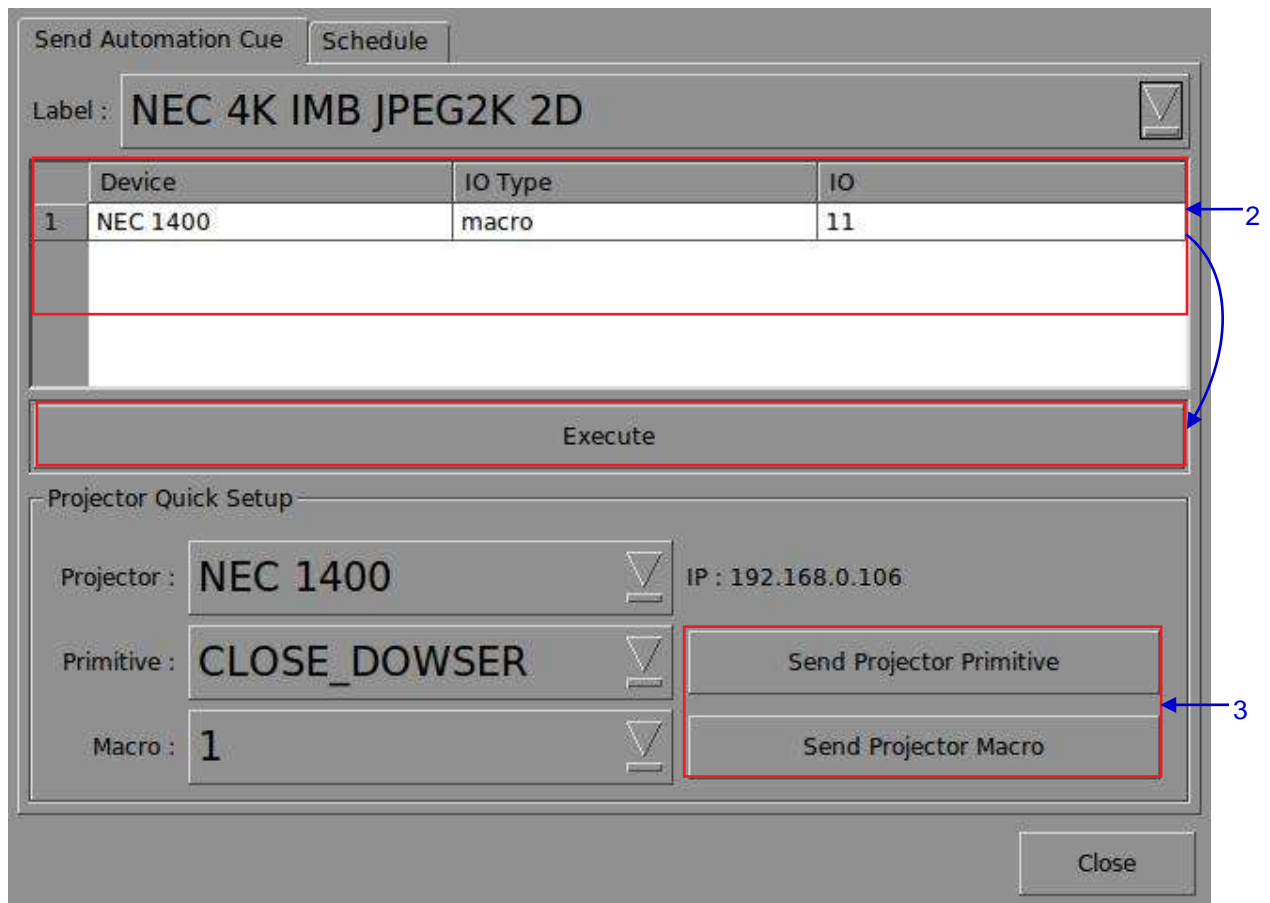 Send Automation Cue Schedule
Label : NEC 4K IMB JPEG2K 2D
Device IO Type IO
1 NEC 1400 macro 11
2
Execute
Projector Quick Setup
Projector : NEC 1400 IP : 192.168.0.106
Primitive : CLOSE_DOWSER Send Projector Primitive
3
Macro : 1 Send Projector Macro
Close